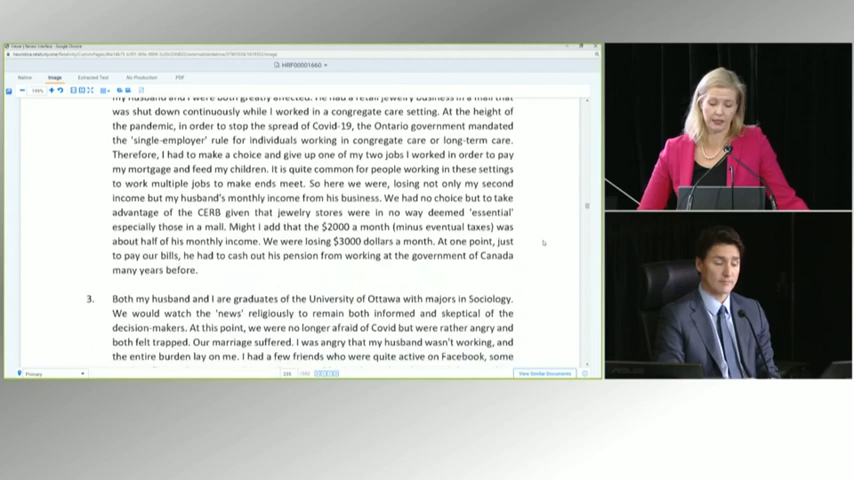 HRF00001660
Native Image Extracted Text No Production PDF
my husband and I were both greatly affected. He had a retail jewelry business in a mall that
was shut down continuously while I worked in a congregate care setting. At the height of
the pandemic, in order to stop the spread of Covid-19, the Ontario government mandated
the 'single-employer' rule for individuals working in congregate care or long-term care.
Therefore, I had to make a choice and give up one of my two jobs I worked in order to pay
my mortgage and feed my children. It is quite common for people working in these settings
to work multiple jobs to make ends meet. So here we were, losing not only my second
income but my husband's monthly income from his business. We had no choice but to take
advantage of the CERB given that jewelry stores were in no way deemed 'essential'
especially those in a mall. Might I add that the $2000 a month (minus eventual taxes) was
about half of his monthly income. We were losing $3000 dollars a month. At one point, just
to pay our bills, he had to cash out his pension from working at the government of Canada
many years before.
3. Both my husband and I are graduates of the University of Ottawa with majors in Sociology.
We would watch the 'news' religiously to remain both informed and skeptical of the
decision-makers. At this point, we were no longer afraid of Covid but were rather angry and
both felt trapped. Our marriage suffered. I was angry that my husband wasn't working, and
the entire burden lay on me. I had a few friends who were quite active on Facebook, some
Primary
View Similar Documents
ASUS